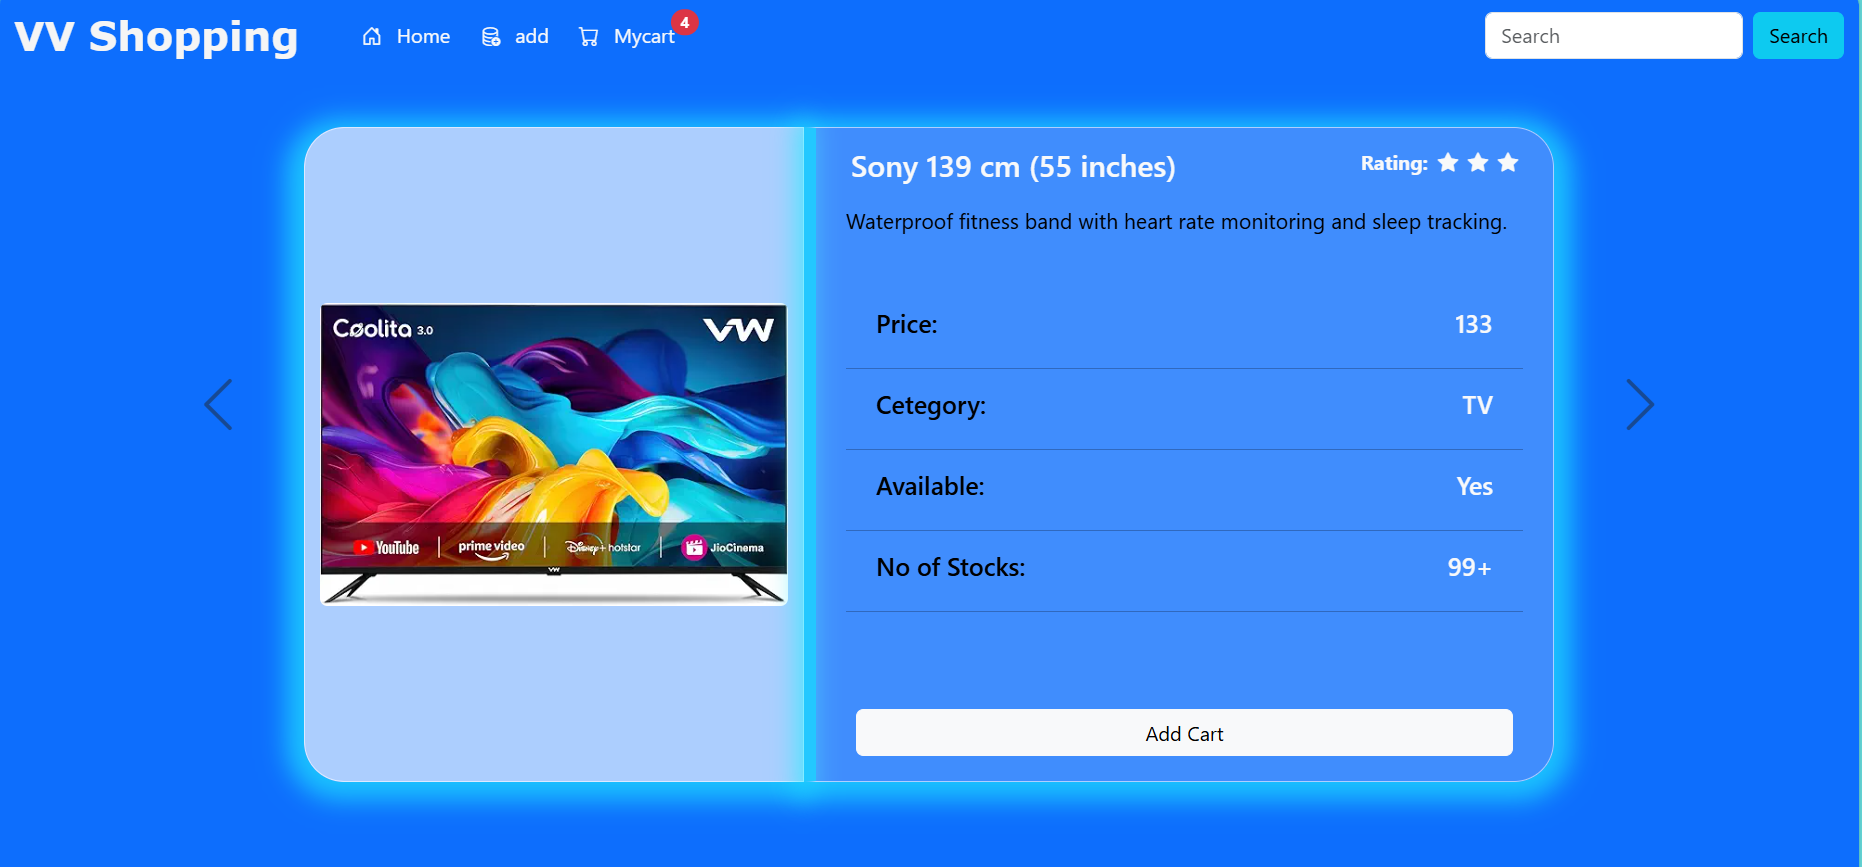 VV Shopping
Home
add
Mycart
4
Search
Search
Sony 139 cm (55 inches)
Rating:
Waterproof fitness band with heart rate monitoring and sleep tracking.
Coolita 3.0
VW
YouTube
prime video
Disney+ hotstar
JioCinema
VW
Price:
133
Cetegory:
TV
Available:
Yes
No of Stocks:
99+
Add Cart